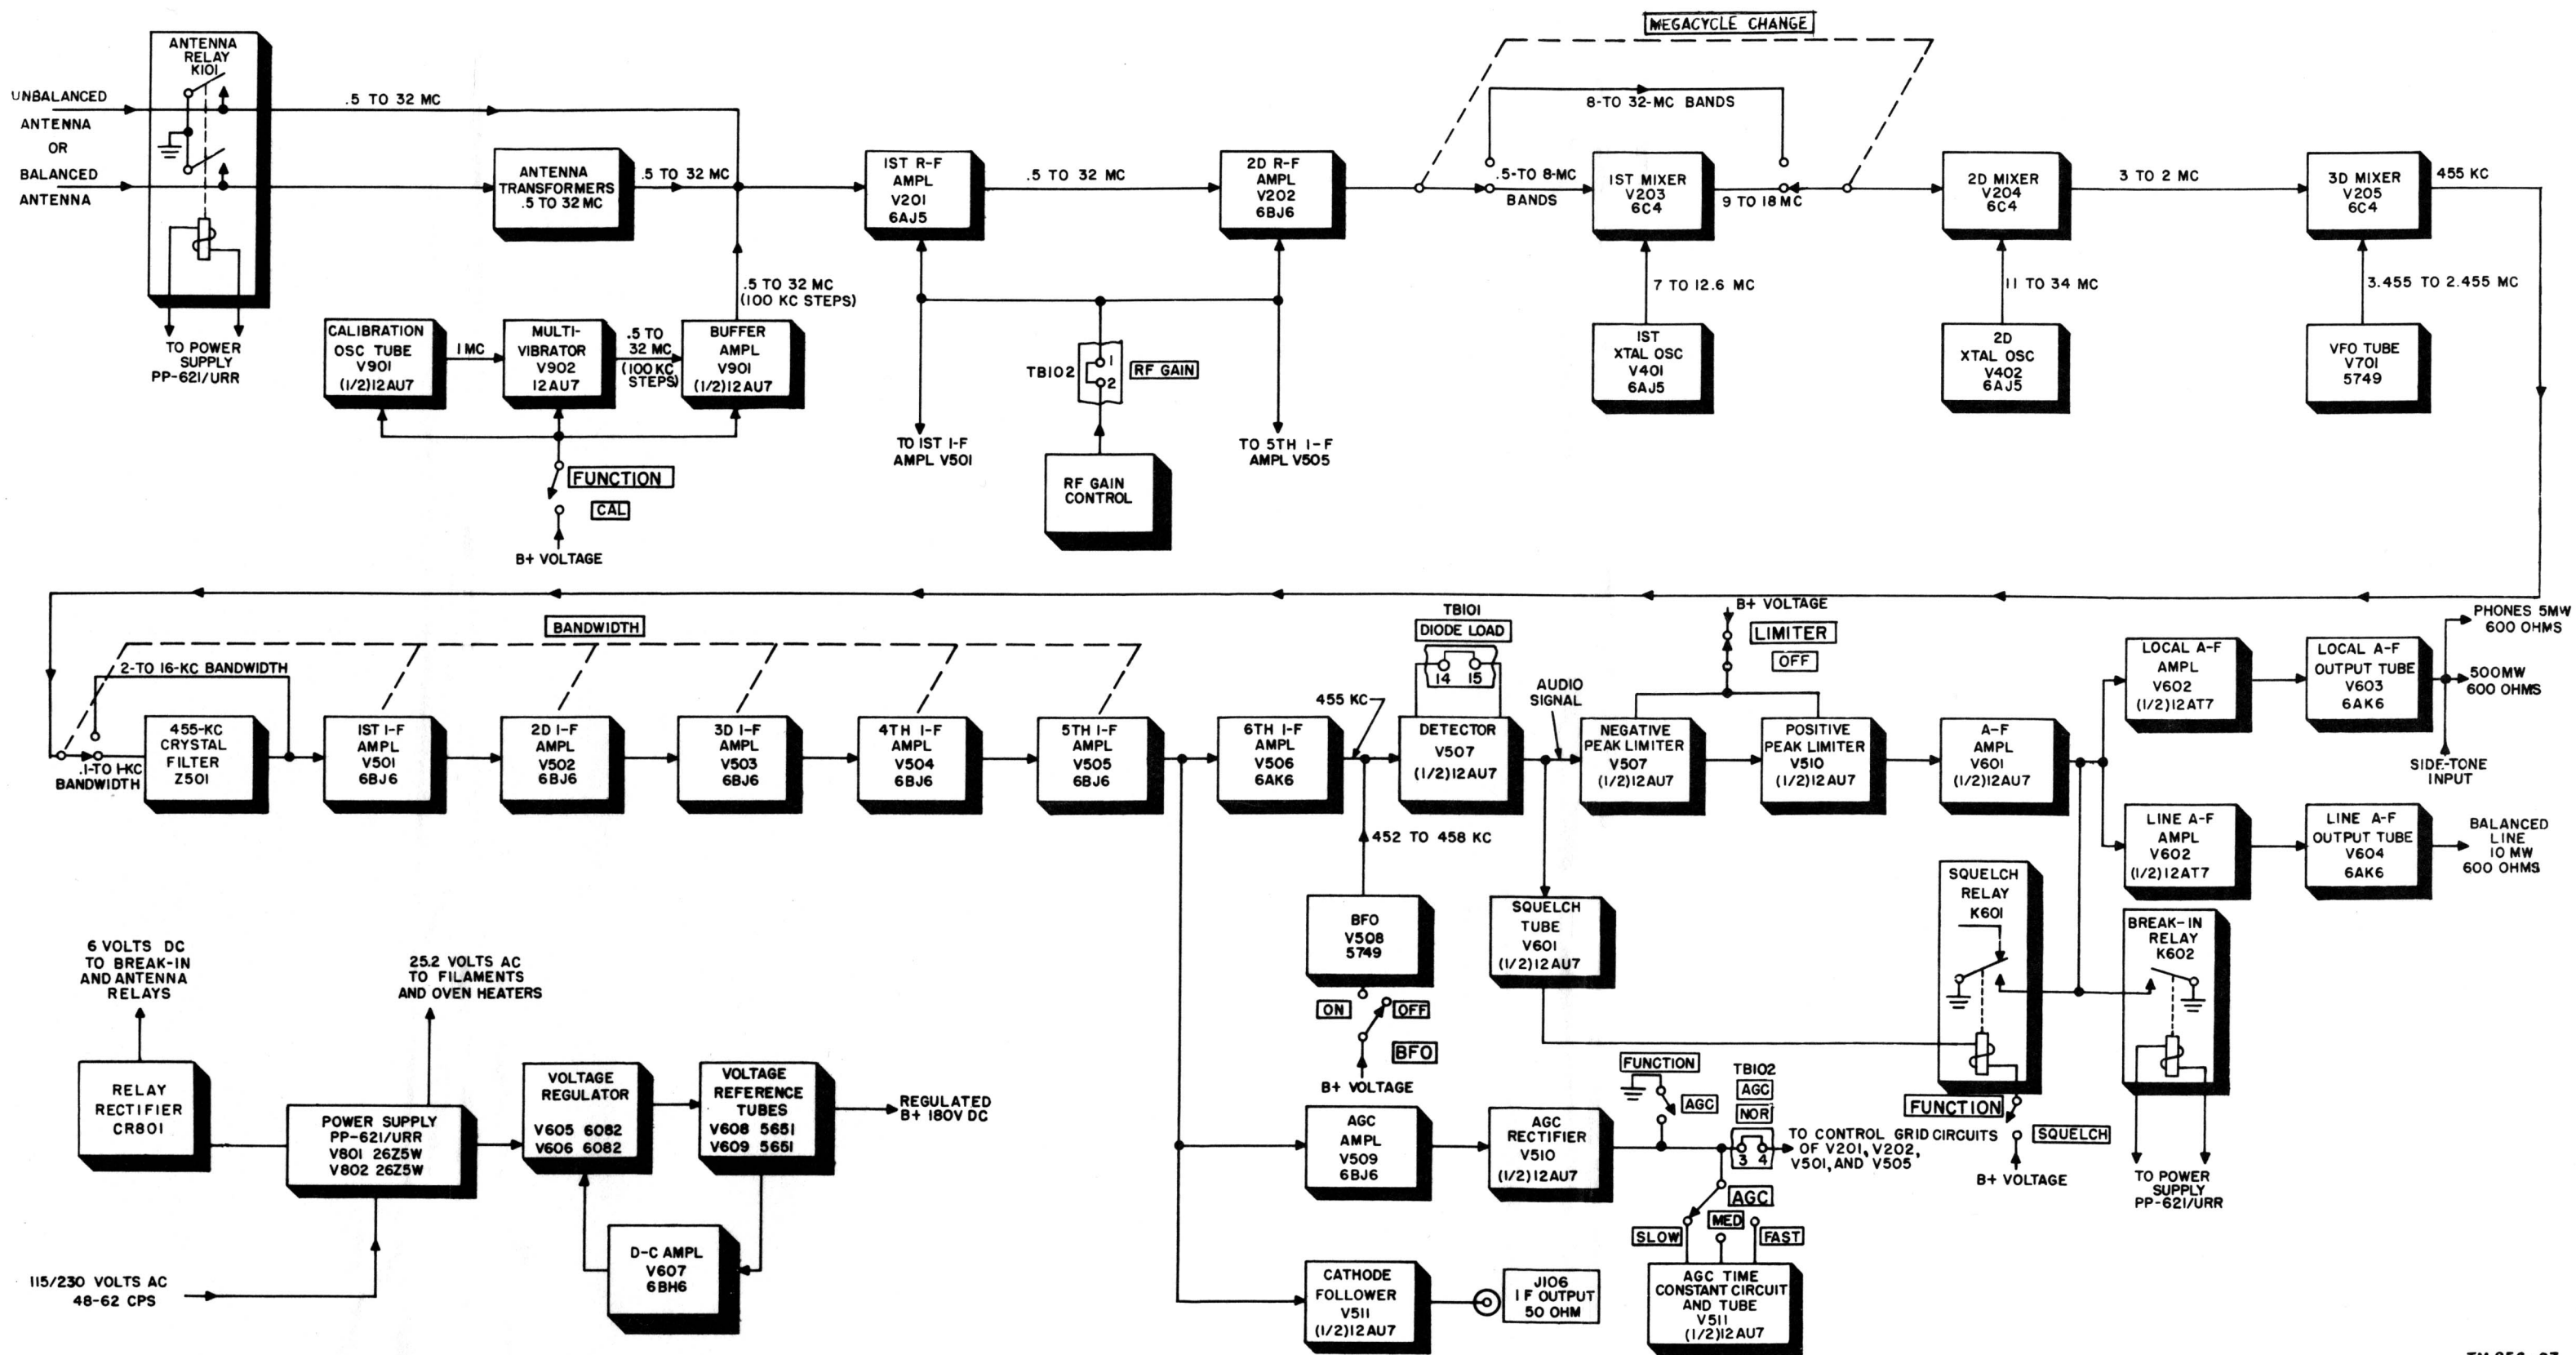 MEGACYCLE CHANGE
ANTENNA
RELAY
K101
UNBALANCED
ANTENNA
OR
BALANCED
ANTENNA
.5 TO 32 MC
ANTENNA
TRANSFORMERS
.5 TO 32 MC
.5 TO 32 MC
1ST R-F
AMPL
V201
6AJ5
.5 TO 32 MC
2D R-F
AMPL
V202
6BJ6
8-TO 32-MC BANDS
.5-TO 8-MC
BANDS
1ST MIXER
V203
6C4
9 TO 18 MC
2D MIXER
V204
6C4
3 TO 2 MC
3D MIXER
V205
6C4
455 KC
TO POWER
SUPPLY
PP-621/URR
CALIBRATION
OSC TUBE
V901
(1/2)12AU7
1 MC
MULTI-
VIBRATOR
V902
12AU7
.5 TO
32 MC
(100 KC
STEPS)
BUFFER
AMPL
V901
(1/2)12AU7
.5 TO 32 MC
(100 KC STEPS)
FUNCTION
CAL
B+ VOLTAGE
TO 1ST I-F
AMPL V501
TB102
1
2
RF GAIN
RF GAIN
CONTROL
TO 5TH I-F
AMPL V505
7 TO 12.6 MC
1ST
XTAL OSC
V401
6AJ5
11 TO 34 MC
2D
XTAL OSC
V402
6AJ5
3.455 TO 2.455 MC
VFO TUBE
V701
5749
BANDWIDTH
2-TO 16-KC BANDWIDTH
.1-TO 1-KC
BANDWIDTH
455-KC
CRYSTAL
FILTER
Z501
1ST I-F
AMPL
V501
6BJ6
2D I-F
AMPL
V502
6BJ6
3D I-F
AMPL
V503
6BJ6
4TH I-F
AMPL
V504
6BJ6
5TH I-F
AMPL
V505
6BJ6
6TH I-F
AMPL
V506
6AK6
455 KC
TB101
DIODE LOAD
14 15
DETECTOR
V507
(1/2)12AU7
AUDIO
SIGNAL
B+ VOLTAGE
LIMITER
OFF
NEGATIVE
PEAK LIMITER
V507
(1/2)12AU7
POSITIVE
PEAK LIMITER
V510
(1/2)12AU7
A-F
AMPL
V601
(1/2)12AU7
LOCAL A-F
AMPL
V602
(1/2)12AT7
LOCAL A-F
OUTPUT TUBE
V603
6AK6
PHONES 5MW
600 OHMS
500MW
600 OHMS
SIDE-TONE
INPUT
LINE A-F
AMPL
V602
(1/2)12AT7
LINE A-F
OUTPUT TUBE
V604
6AK6
BALANCED
LINE
10 MW
600 OHMS
452 TO 458 KC
BFO
V508
5749
ON
OFF
BFO
B+ VOLTAGE
SQUELCH
TUBE
V601
(1/2)12AU7
SQUELCH
RELAY
K601
BREAK-IN
RELAY
K602
FUNCTION
SQUELCH
B+ VOLTAGE
TO POWER
SUPPLY
PP-621/URR
6 VOLTS DC
TO BREAK-IN
AND ANTENNA
RELAYS
25.2 VOLTS AC
TO FILAMENTS
AND OVEN HEATERS
RELAY
RECTIFIER
CR801
POWER SUPPLY
PP-621/URR
V801 26Z5W
V802 26Z5W
VOLTAGE
REGULATOR
V605 6082
V606 6082
VOLTAGE
REFERENCE
TUBES
V608 5651
V609 5651
REGULATED
B+ 180V DC
D-C AMPL
V607
6BH6
115/230 VOLTS AC
48-62 CPS
AGC
AMPL
V509
6BJ6
AGC
RECTIFIER
V510
(1/2)12AU7
FUNCTION
AGC
TB102
AGC
NOR
3 4
TO CONTROL GRID CIRCUITS
OF V201, V202,
V501, AND V505
AGC
SLOW
MED
FAST
AGC TIME
CONSTANT CIRCUIT
AND TUBE
V511
(1/2)12AU7
CATHODE
FOLLOWER
V511
(1/2)12AU7
J106
I F OUTPUT
50 OHM